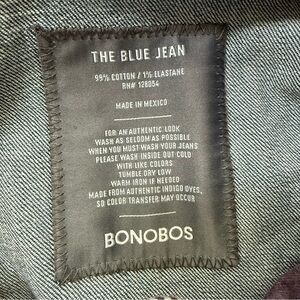 THE BLUE JEAN
99% COTTON / 1% ELASTANE
RN# 128054
MADE IN MEXICO
FOR AN AUTHENTIC LOOK
WASH AS SELDOM AS POSSIBLE
WHEN YOU MUST WASH YOUR JEANS
PLEASE WASH INSIDE OUT COLD
WITH LIKE COLORS
TUMBLE DRY LOW
WARM IRON IF NEEDED
MADE FROM AUTHENTIC INDIGO DYES,
SO COLOR TRANSFER MAY OCCUR
BONOBOS